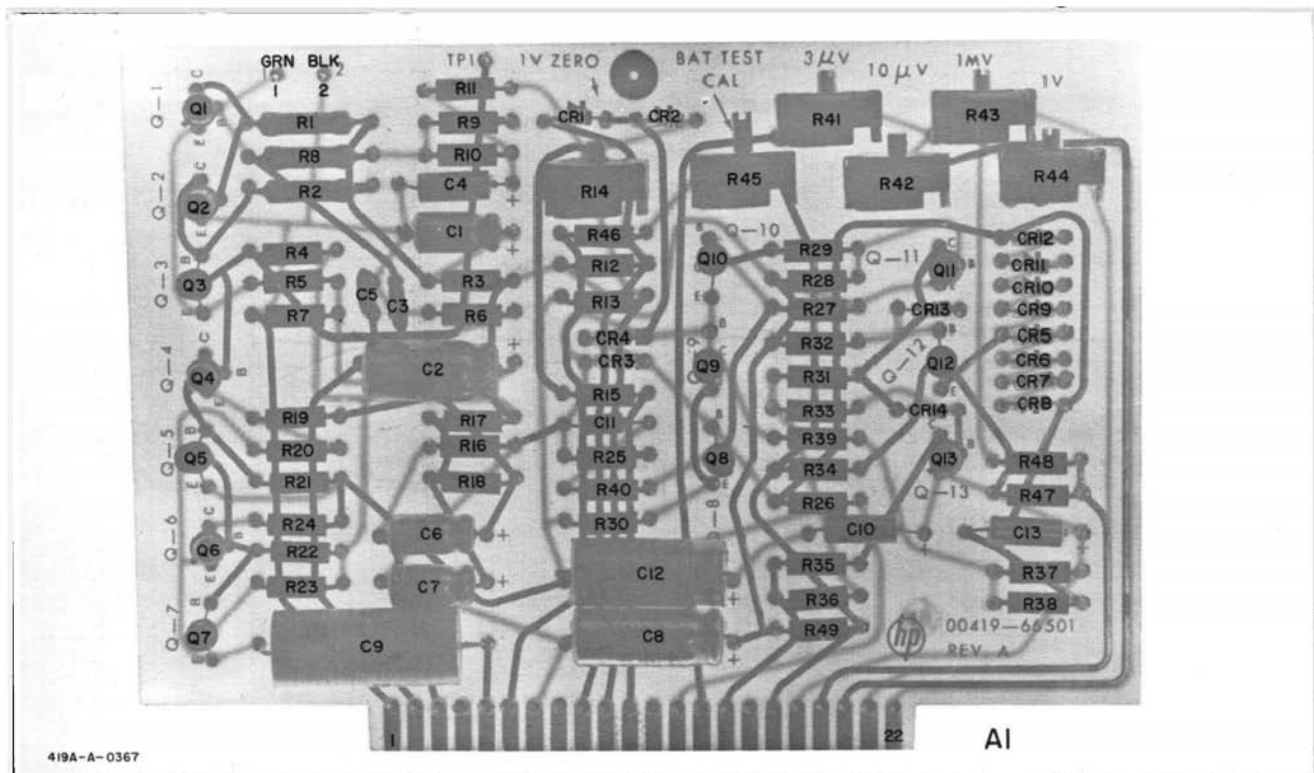 GRN BLK
1 2
1 2
TP1
1V ZERO
BAT TEST
CAL
3μV
10μV
1MV
1V
Q-1
C
Q1
B
E
R1
R8
R2
R11
R9
R10
C4
+
C1
+
CR1
CR2
R14
R45
R41
R42
R43
R44
Q-2
C
Q2
E
Q-3
B
Q3
E
R4
R5
R7
C5
C3
R3
R6
C2
+
R46
R12
R13
CR4
CR3
R15
C11
R25
R40
R30
Q-10
B
Q10
E
B
Q-9
Q9
B
Q8
E
Q-8
R29
R28
R27
R32
R31
R33
R39
R34
R26
C10
+
R35
R36
R49
Q-11
C
Q11
B
E
CR13
B
Q-12
Q12
E
CR14
C
Q13
B
Q-13
CR12
CR11
CR10
CR9
CR5
CR6
CR7
CR8
R48
R47
C13
+
R37
R38
Q-4
C
Q4
B
E
Q-5
B
Q5
E
Q-6
C
Q6
B
E
Q-7
B
Q7
E
R19
R20
R21
R24
R22
R23
R17
R16
R18
C6
+
C7
+
C9
+
C12
+
C8
+
hp
00419-66501
REV. A
1
22
A1
419A-A-0367